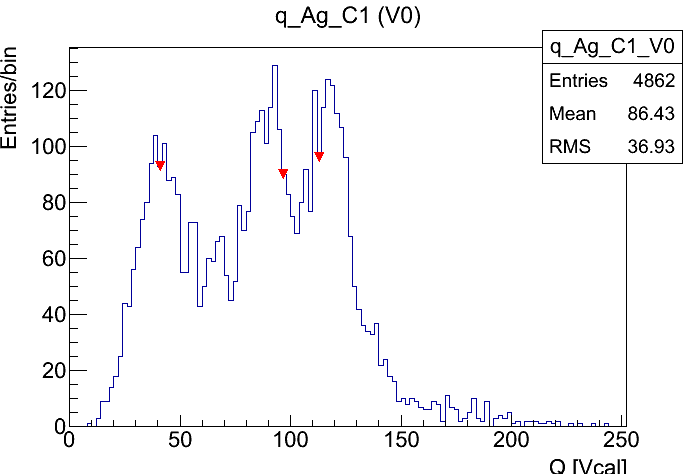 q_Ag_C1 (V0)
q_Ag_C1_V0
Entries 4862
Mean 86.43
RMS 36.93
Entries/bin
120
100
80
60
40
20
0
0 50 100 150 200 250
Q [Vcal]